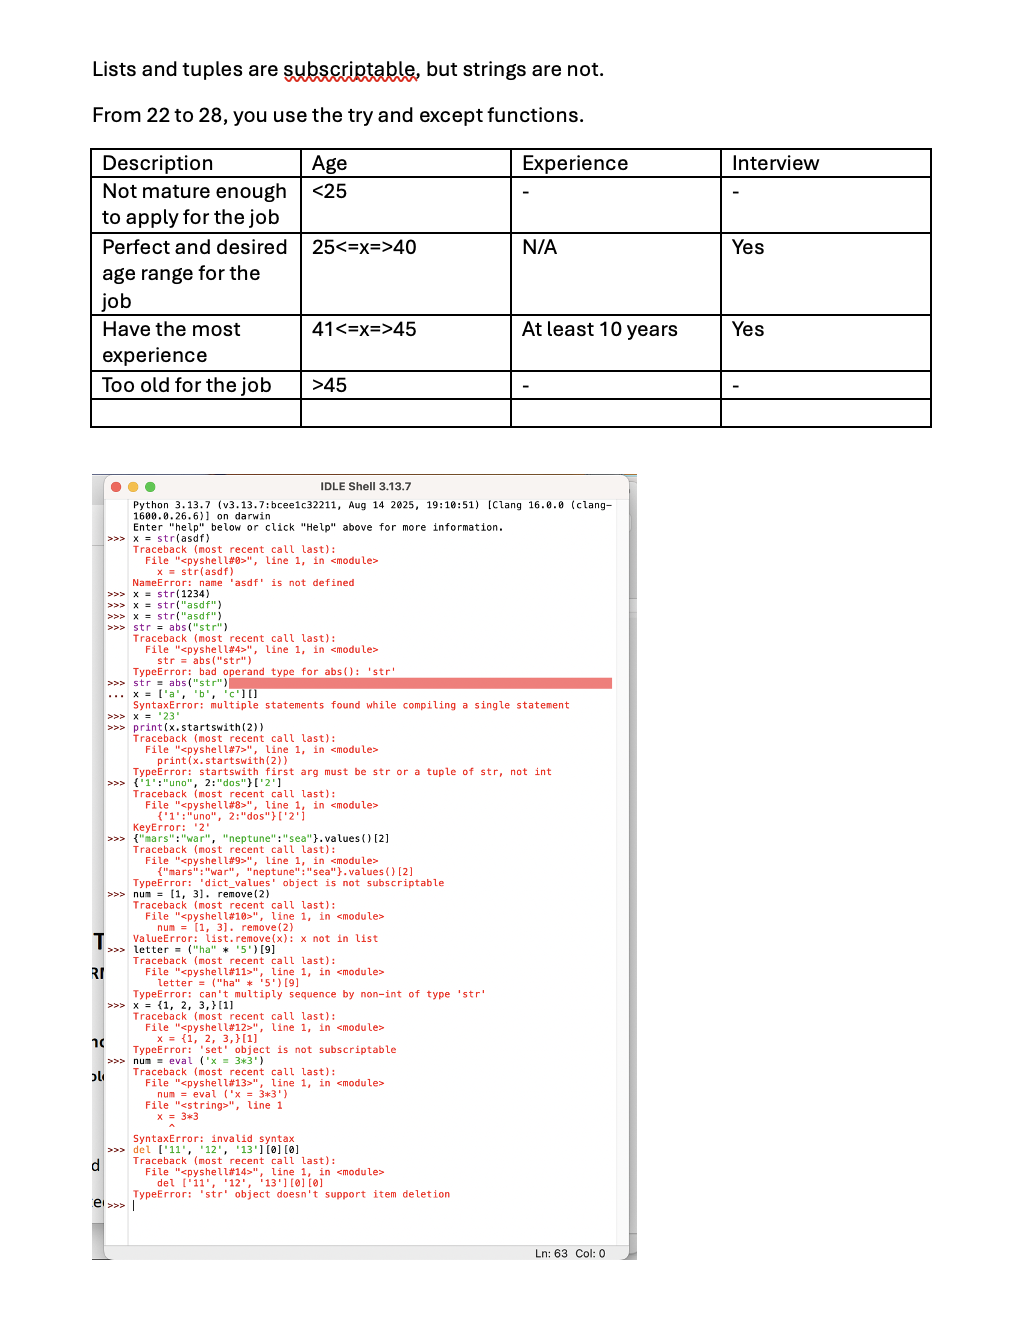 Lists and tuples are subscriptable, but strings are not.
From 22 to 28, you use the try and except functions.
Description Age Experience Interview
Not mature enough <25 - -
to apply for the job
Perfect and desired 25<=x=>40 N/A Yes
age range for the
job
Have the most 41<=x=>45 At least 10 years Yes
experience
Too old for the job >45 - -
IDLE Shell 3.13.7
Python 3.13.7 (v3.13.7:bcee1c32211, Aug 14 2025, 19:10:51) [Clang 16.0.0 (clang-
1600.0.26.6)] on darwin
Enter "help" below or click "Help" above for more information.
>>> x = str(asdf)
Traceback (most recent call last):
File "<pyshell#0>", line 1, in <module>
x = str(asdf)
NameError: name 'asdf' is not defined
>>> x = str(1234)
>>> x = str("asdf")
>>> x = str("asdf")
>>> str = abs("str")
Traceback (most recent call last):
File "<pyshell#4>", line 1, in <module>
str = abs("str")
TypeError: bad operand type for abs(): 'str'
>>> str = abs("str")
... x = ['a', 'b', 'c'][]
SyntaxError: multiple statements found while compiling a single statement
>>> x = '23'
>>> print(x.startswith(2))
Traceback (most recent call last):
File "<pyshell#7>", line 1, in <module>
print(x.startswith(2))
TypeError: startswith first arg must be str or a tuple of str, not int
>>> {'1':"uno", 2:"dos"}['2']
Traceback (most recent call last):
File "<pyshell#8>", line 1, in <module>
{'1':"uno", 2:"dos"}['2']
KeyError: '2'
>>> {"mars":"war", "neptune":"sea"}.values()[2]
Traceback (most recent call last):
File "<pyshell#9>", line 1, in <module>
{"mars":"war", "neptune":"sea"}.values()[2]
TypeError: 'dict_values' object is not subscriptable
>>> num = [1, 3]. remove(2)
Traceback (most recent call last):
File "<pyshell#10>", line 1, in <module>
num = [1, 3]. remove(2)
ValueError: list.remove(x): x not in list
>>> letter = ("ha" * '5')[9]
Traceback (most recent call last):
File "<pyshell#11>", line 1, in <module>
letter = ("ha" * '5')[9]
TypeError: can't multiply sequence by non-int of type 'str'
>>> x = {1, 2, 3,}[1]
Traceback (most recent call last):
File "<pyshell#12>", line 1, in <module>
x = {1, 2, 3,}[1]
TypeError: 'set' object is not subscriptable
>>> num = eval ('x = 3*3')
Traceback (most recent call last):
File "<pyshell#13>", line 1, in <module>
num = eval ('x = 3*3')
File "<string>", line 1
x = 3*3
^
SyntaxError: invalid syntax
>>> del ['11', '12', '13'][0][0]
Traceback (most recent call last):
File "<pyshell#14>", line 1, in <module>
del ['11', '12', '13'][0][0]
TypeError: 'str' object doesn't support item deletion
>>>
Ln: 63 Col: 0